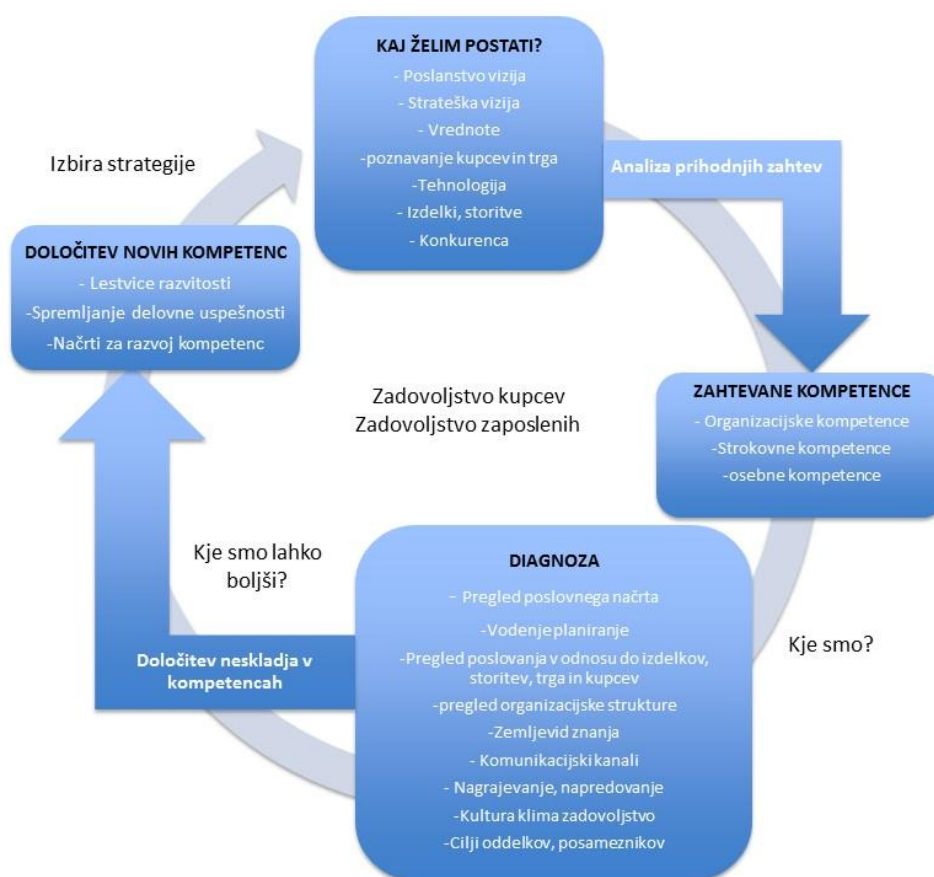 KAJ ŽELIM POSTATI?
- Poslanstvo vizija
- Strateška vizija
- Vrednote
-poznavanje kupcev in trga
-Tehnologija
- Izdelki, storitve
- Konkurenca
Analiza prihodnjih zahtev
Izbira strategije
DOLOČITEV NOVIH KOMPETENC
- Lestvice razvitosti
-Spremljanje delovne uspešnosti
-Načrti za razvoj kompetenc
Zadovoljstvo kupcev
Zadovoljstvo zaposlenih
ZAHTEVANE KOMPETENCE
- Organizacijske kompetence
-Strokovne kompetence
-osebne kompetence
Kje smo lahko
boljši?
Določitev neskladja v
kompetencah
DIAGNOZA
- Pregled poslovnega načrta
-Vodenje planiranje
-Pregled poslovanja v odnosu do izdelkov,
storitev, trga in kupcev
-pregled organizacijske strukture
-Zemljevid znanja
- Komunikacijski kanali
- Nagrajevanje, napredovanje
-Kultura klima zadovoljstvo
-Cilji oddelkov, posameznikov
Kje smo?